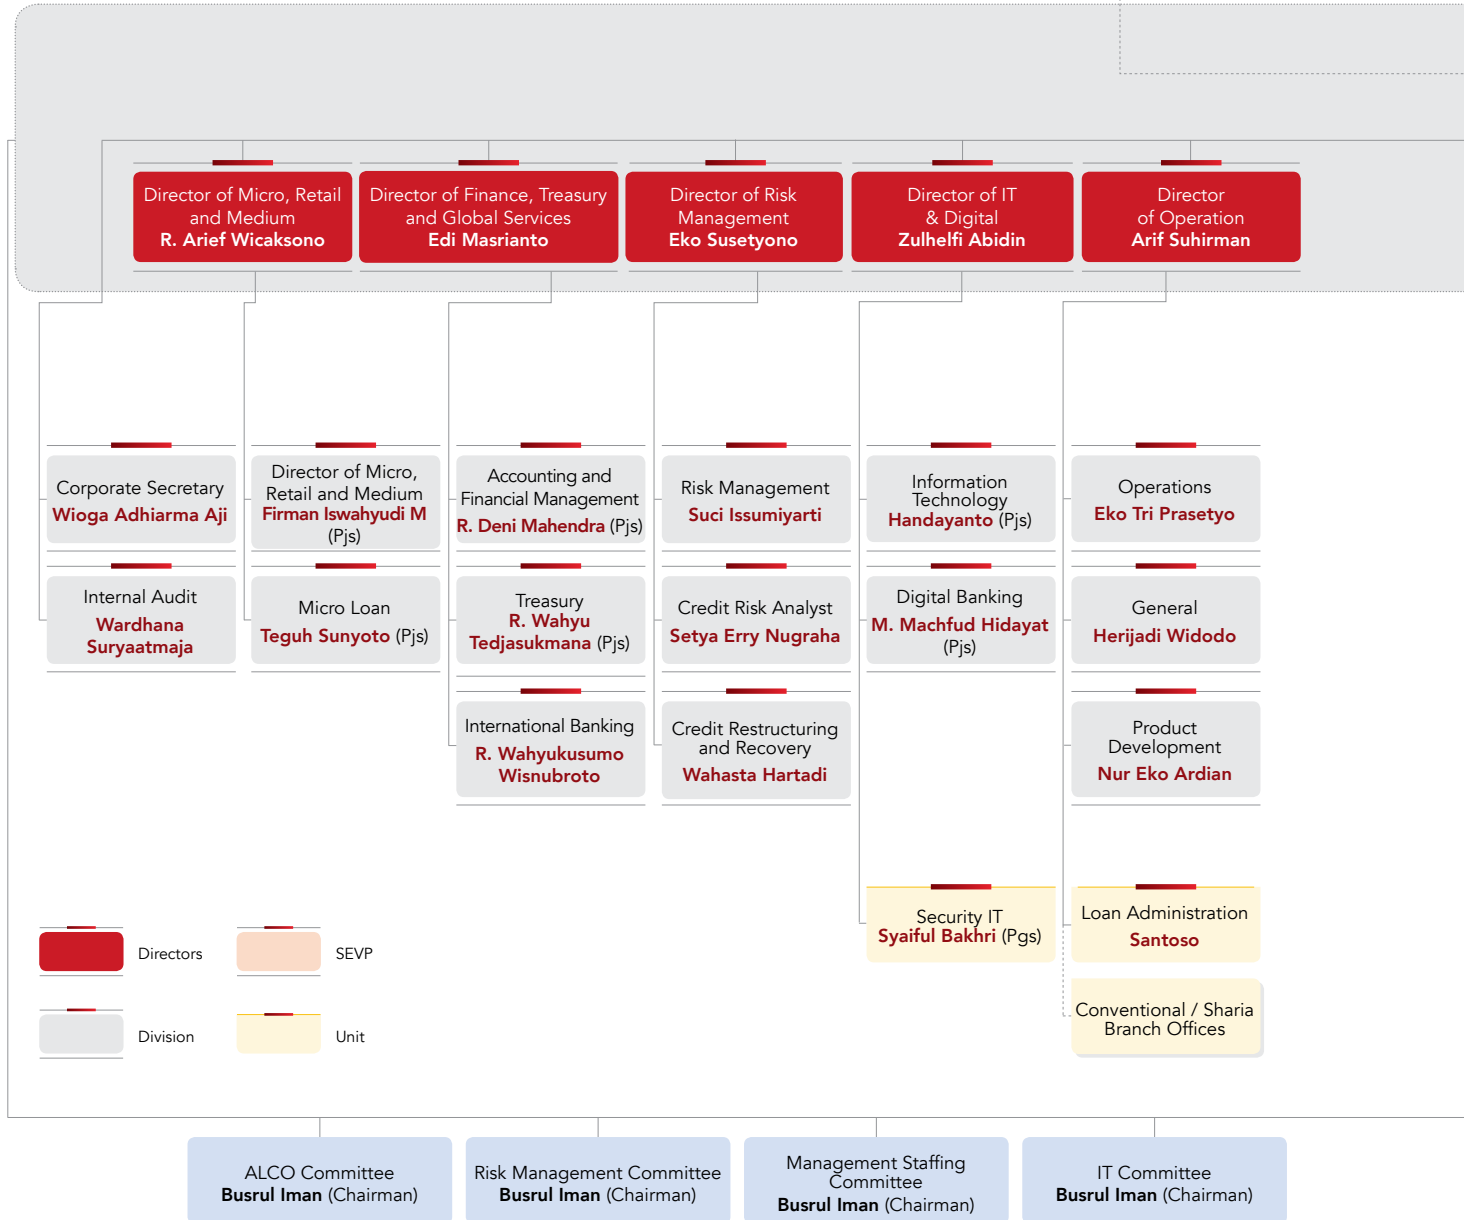 Director of Micro, Retail
and Medium
R. Arief Wicaksono
Director of Finance, Treasury
and Global Services
Edi Masrianto
Director of Risk
Management
Eko Susetyono
Director of IT
& Digital
Zulhelfi Abidin
Director
of Operation
Arif Suhirman
Corporate Secretary
Wioga Adhiarma Aji
Director of Micro,
Retail and Medium
Firman Iswahyudi M
(Pjs)
Accounting and
Financial Management
R. Deni Mahendra (Pjs)
Risk Management
Suci Issumiyarti
Information
Technology
Handayanto (Pjs)
Operations
Eko Tri Prasetyo
Internal Audit
Wardhana
Suryaatmaja
Micro Loan
Teguh Sunyoto (Pjs)
Treasury
R. Wahyu
Tedjasukmana (Pjs)
Credit Risk Analyst
Setya Erry Nugraha
Digital Banking
M. Machfud Hidayat
(Pjs)
General
Herijadi Widodo
International Banking
R. Wahyukusumo
Wisnubroto
Credit Restructuring
and Recovery
Wahasta Hartadi
Product
Development
Nur Eko Ardian
Security IT
Syaiful Bakhri (Pgs)
Loan Administration
Santoso
Conventional / Sharia
Branch Offices
Directors
SEVP
Division
Unit
ALCO Committee
Busrul Iman (Chairman)
Risk Management Committee
Busrul Iman (Chairman)
Management Staffing
Committee
Busrul Iman (Chairman)
IT Committee
Busrul Iman (Chairman)